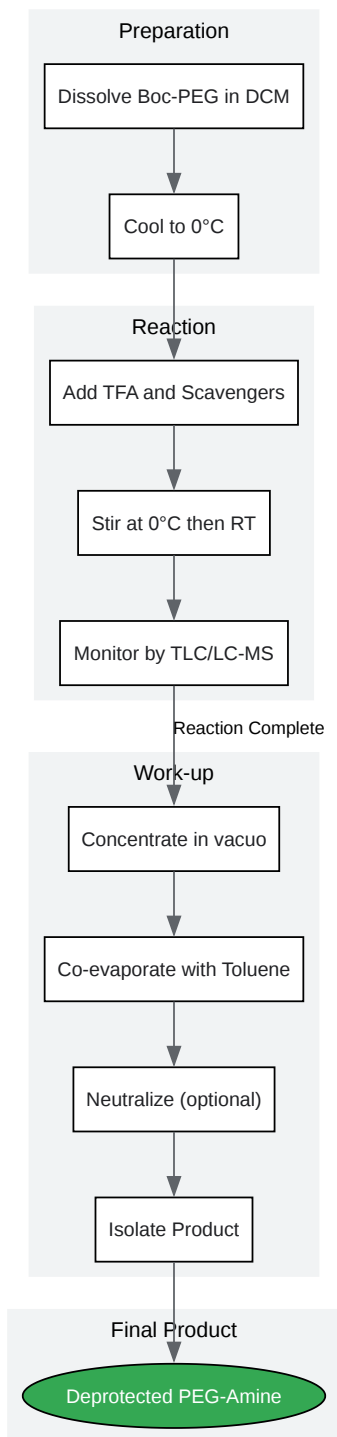 Preparation
Dissolve Boc-PEG in DCM
Cool to 0°C
Reaction
Add TFA and Scavengers
Stir at 0°C then RT
Monitor by TLC/LC-MS
Reaction Complete
Work-up
Concentrate in vacuo
Co-evaporate with Toluene
Neutralize (optional)
Isolate Product
Final Product
Deprotected PEG-Amine